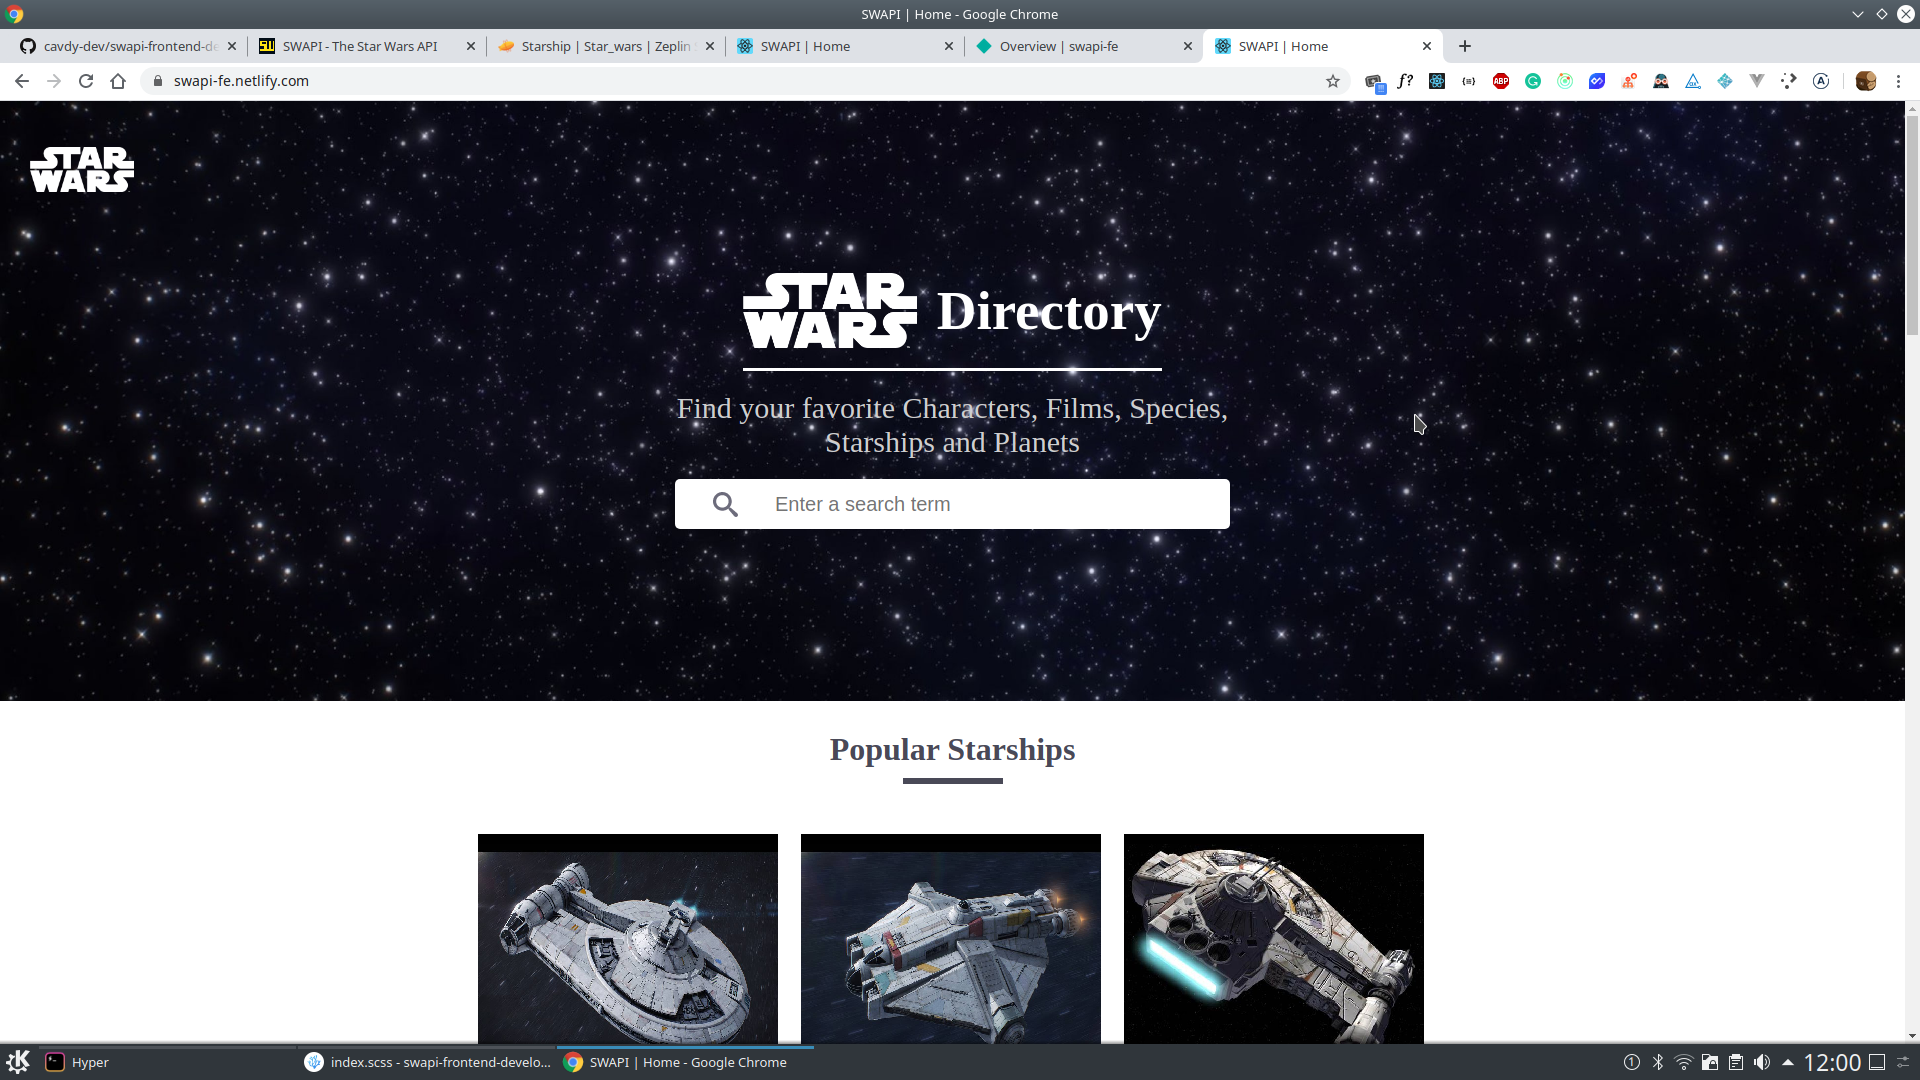 SWAPI | Home - Google Chrome
cavdy-dev/swapi-frontend-de
SWAPI - The Star Wars API
Starship | Star_wars | Zeplin
SWAPI | Home
Overview | swapi-fe
SWAPI | Home
swapi-fe.netlify.com
f?
ABP
STAR
WARS
STAR
WARS
Directory
Find your favorite Characters, Films, Species,
Starships and Planets
Enter a search term
Popular Starships
Hyper
index.scss - swapi-frontend-develo...
SWAPI | Home - Google Chrome
12:00